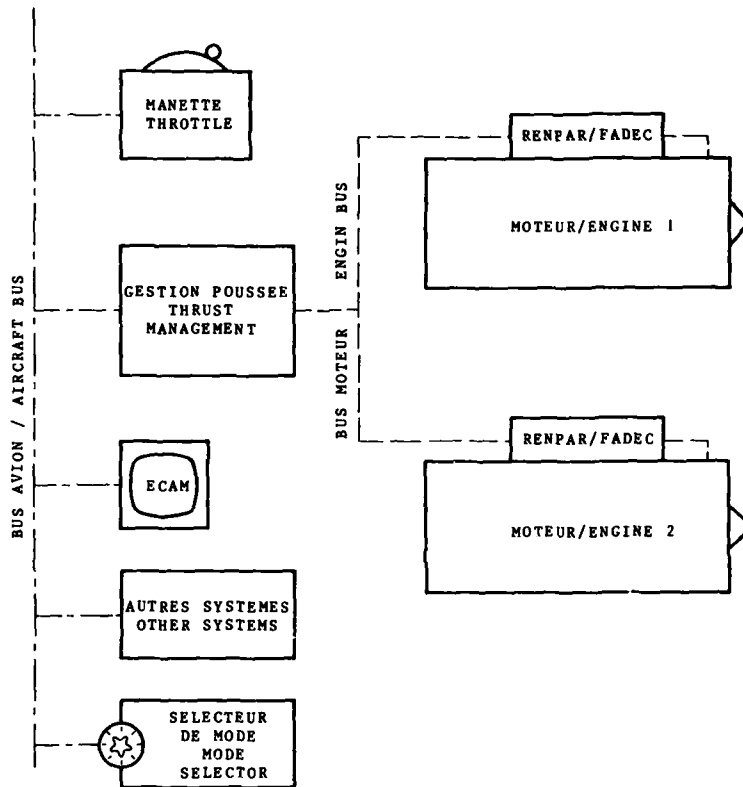 BUS AVION / AIRCRAFT BUS
MANETTE
THROTTLE
GESTION POUSSEE
THRUST
MANAGEMENT
ECAM
AUTRES SYSTEMES
OTHER SYSTEMS
SELECTEUR
DE MODE
MODE
SELECTOR
BUS MOTEUR
ENGIN BUS
RENPAR/FADEC
MOTEUR/ENGINE 1
RENPAR/FADEC
MOTEUR/ENGINE 2